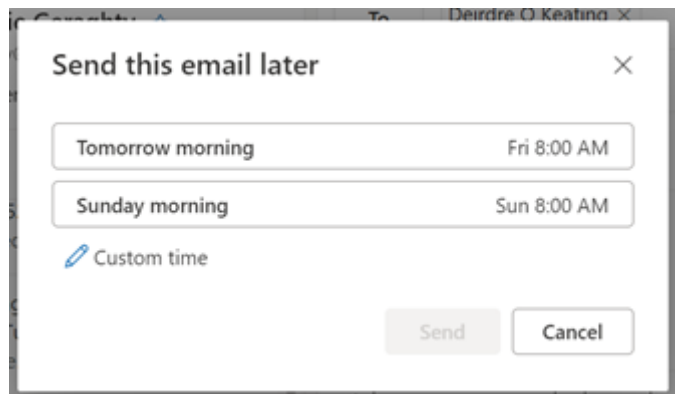 To Deirdre O Keating ×
Send this email later
Tomorrow morning Fri 8:00 AM
Sunday morning Sun 8:00 AM
Custom time
Send Cancel